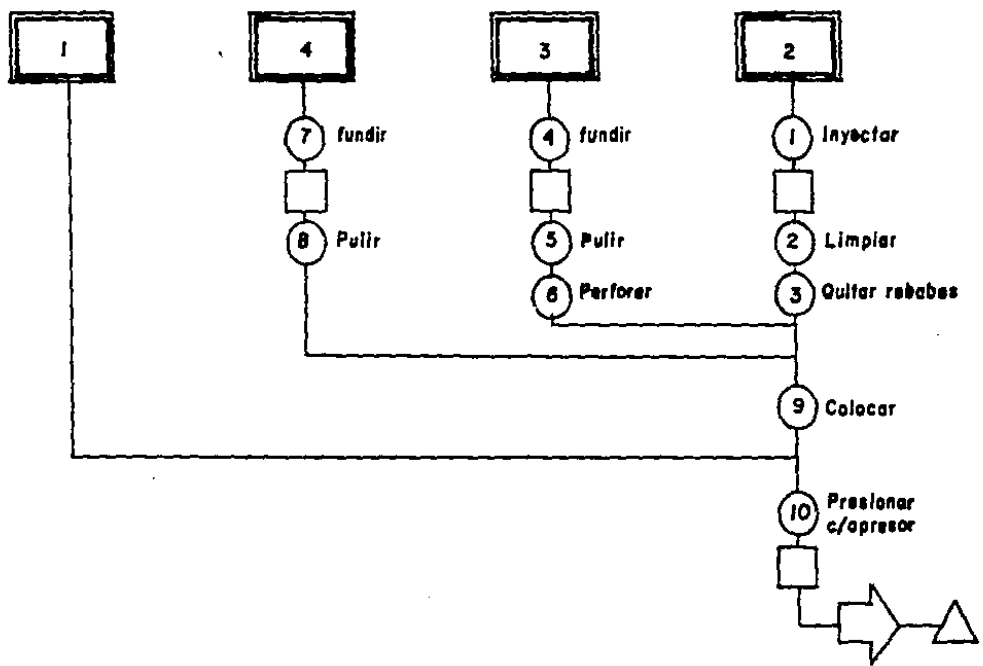 1 4 3 2
7 fundir 4 fundir 1 Inyectar
8 Pulir 5 Pulir 2 Limpiar
6 Perforar 3 Quitar rebabas
9 Colocar
10 Presionar
c/opresor